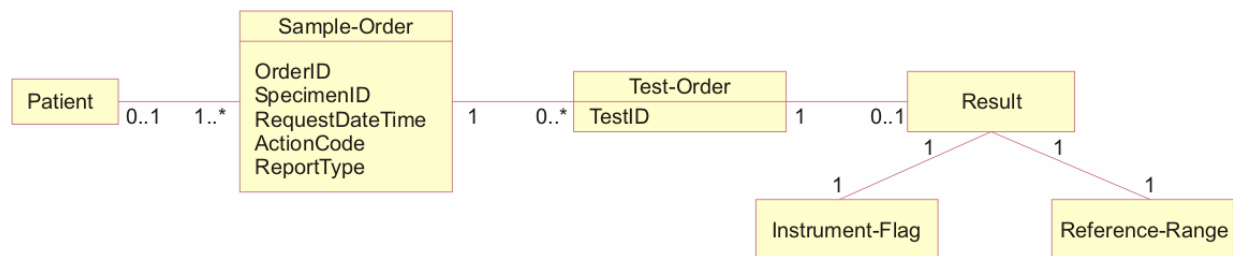 Sample-Order
OrderID
SpecimenID
RequestDateTime
ActionCode
ReportType
Patient
0..1
1..*
1
0..*
Test-Order
TestID
1
0..1
Result
1
1
1
1
Instrument-Flag
Reference-Range